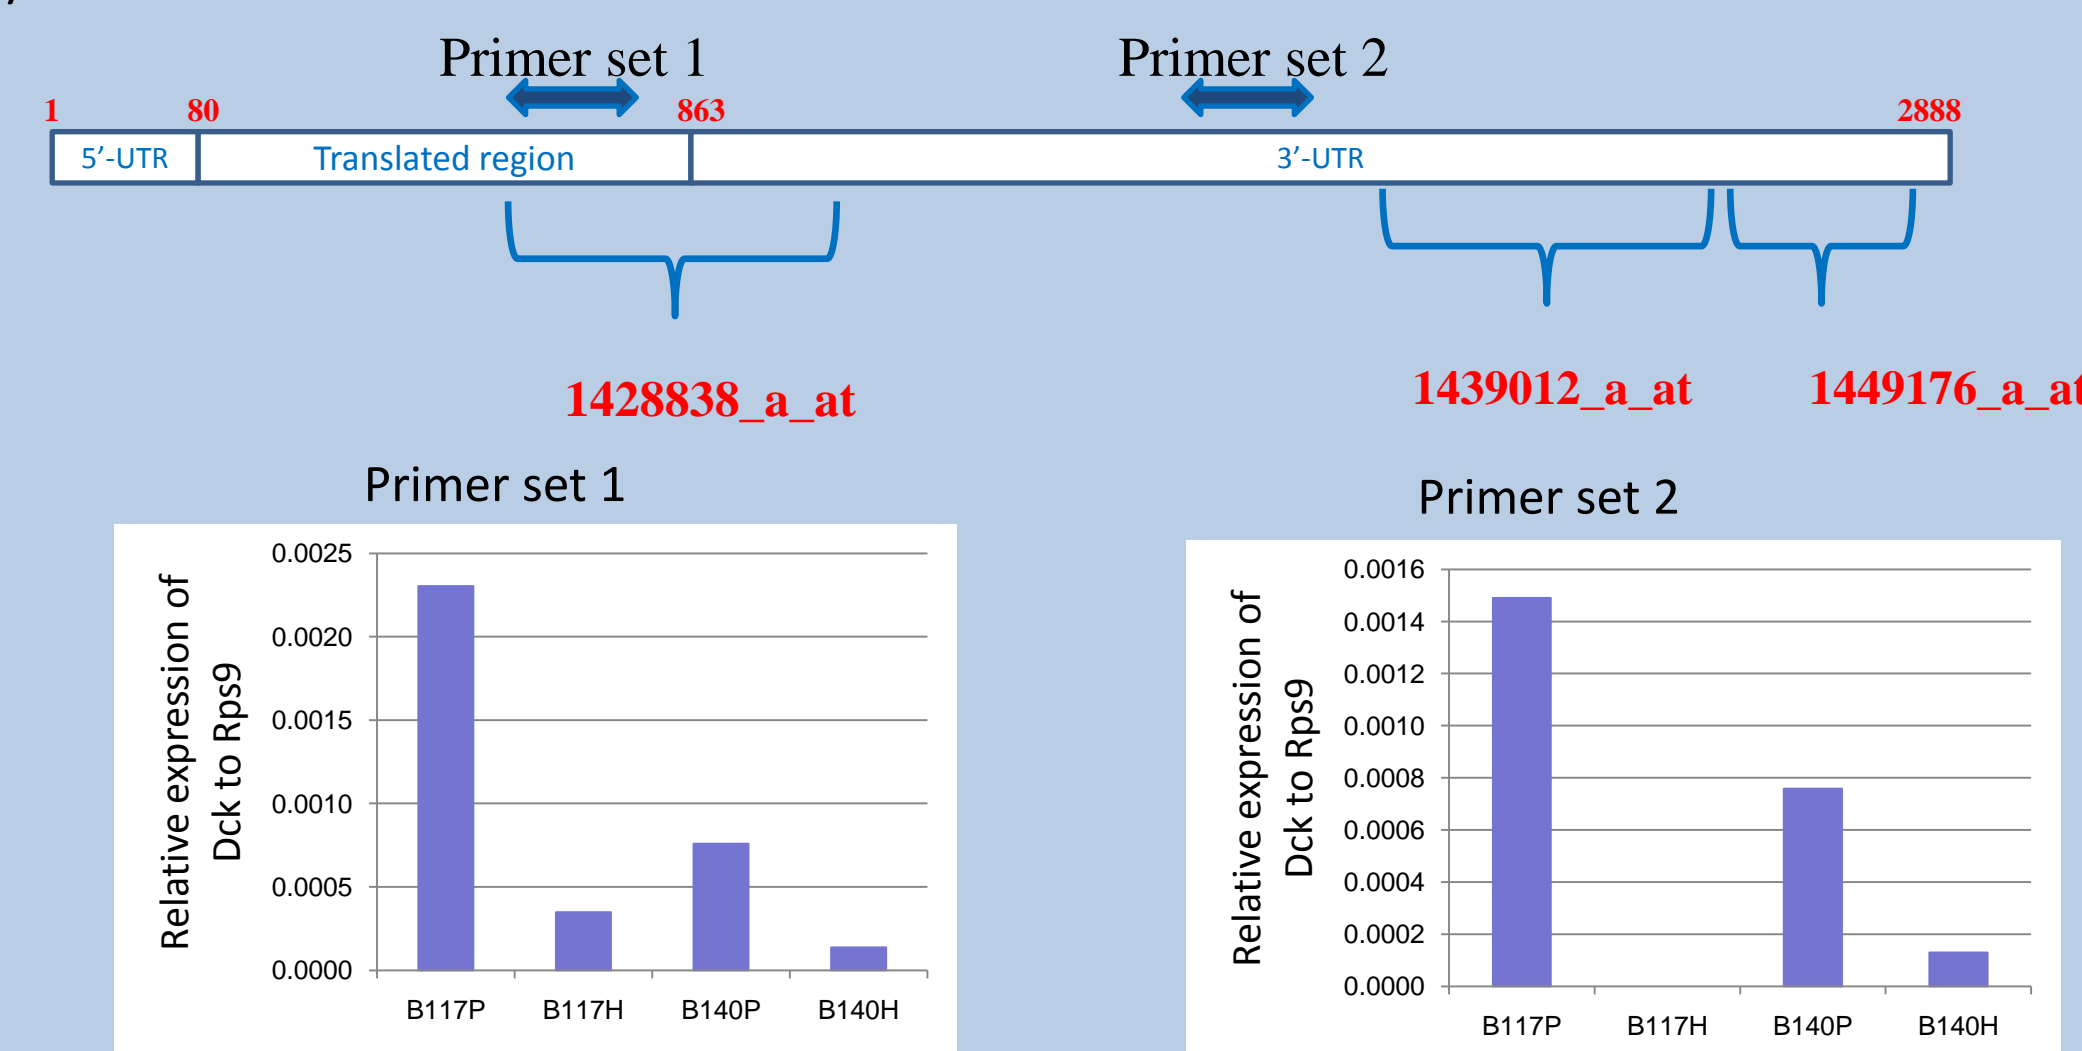 Primer set 1
Primer set 2
1
80
863
2888
5’-UTR
Translated region
3’-UTR
1428838_a_at
1439012_a_at
1449176_a_at
Primer set 1
Relative expression of
Dck to Rps9
0.0025
0.0020
0.0015
0.0010
0.0005
0.0000
B117P
B117H
B140P
B140H
Primer set 2
Relative expression of
Dck to Rps9
0.0016
0.0014
0.0012
0.0010
0.0008
0.0006
0.0004
0.0002
0.0000
B117P
B117H
B140P
B140H